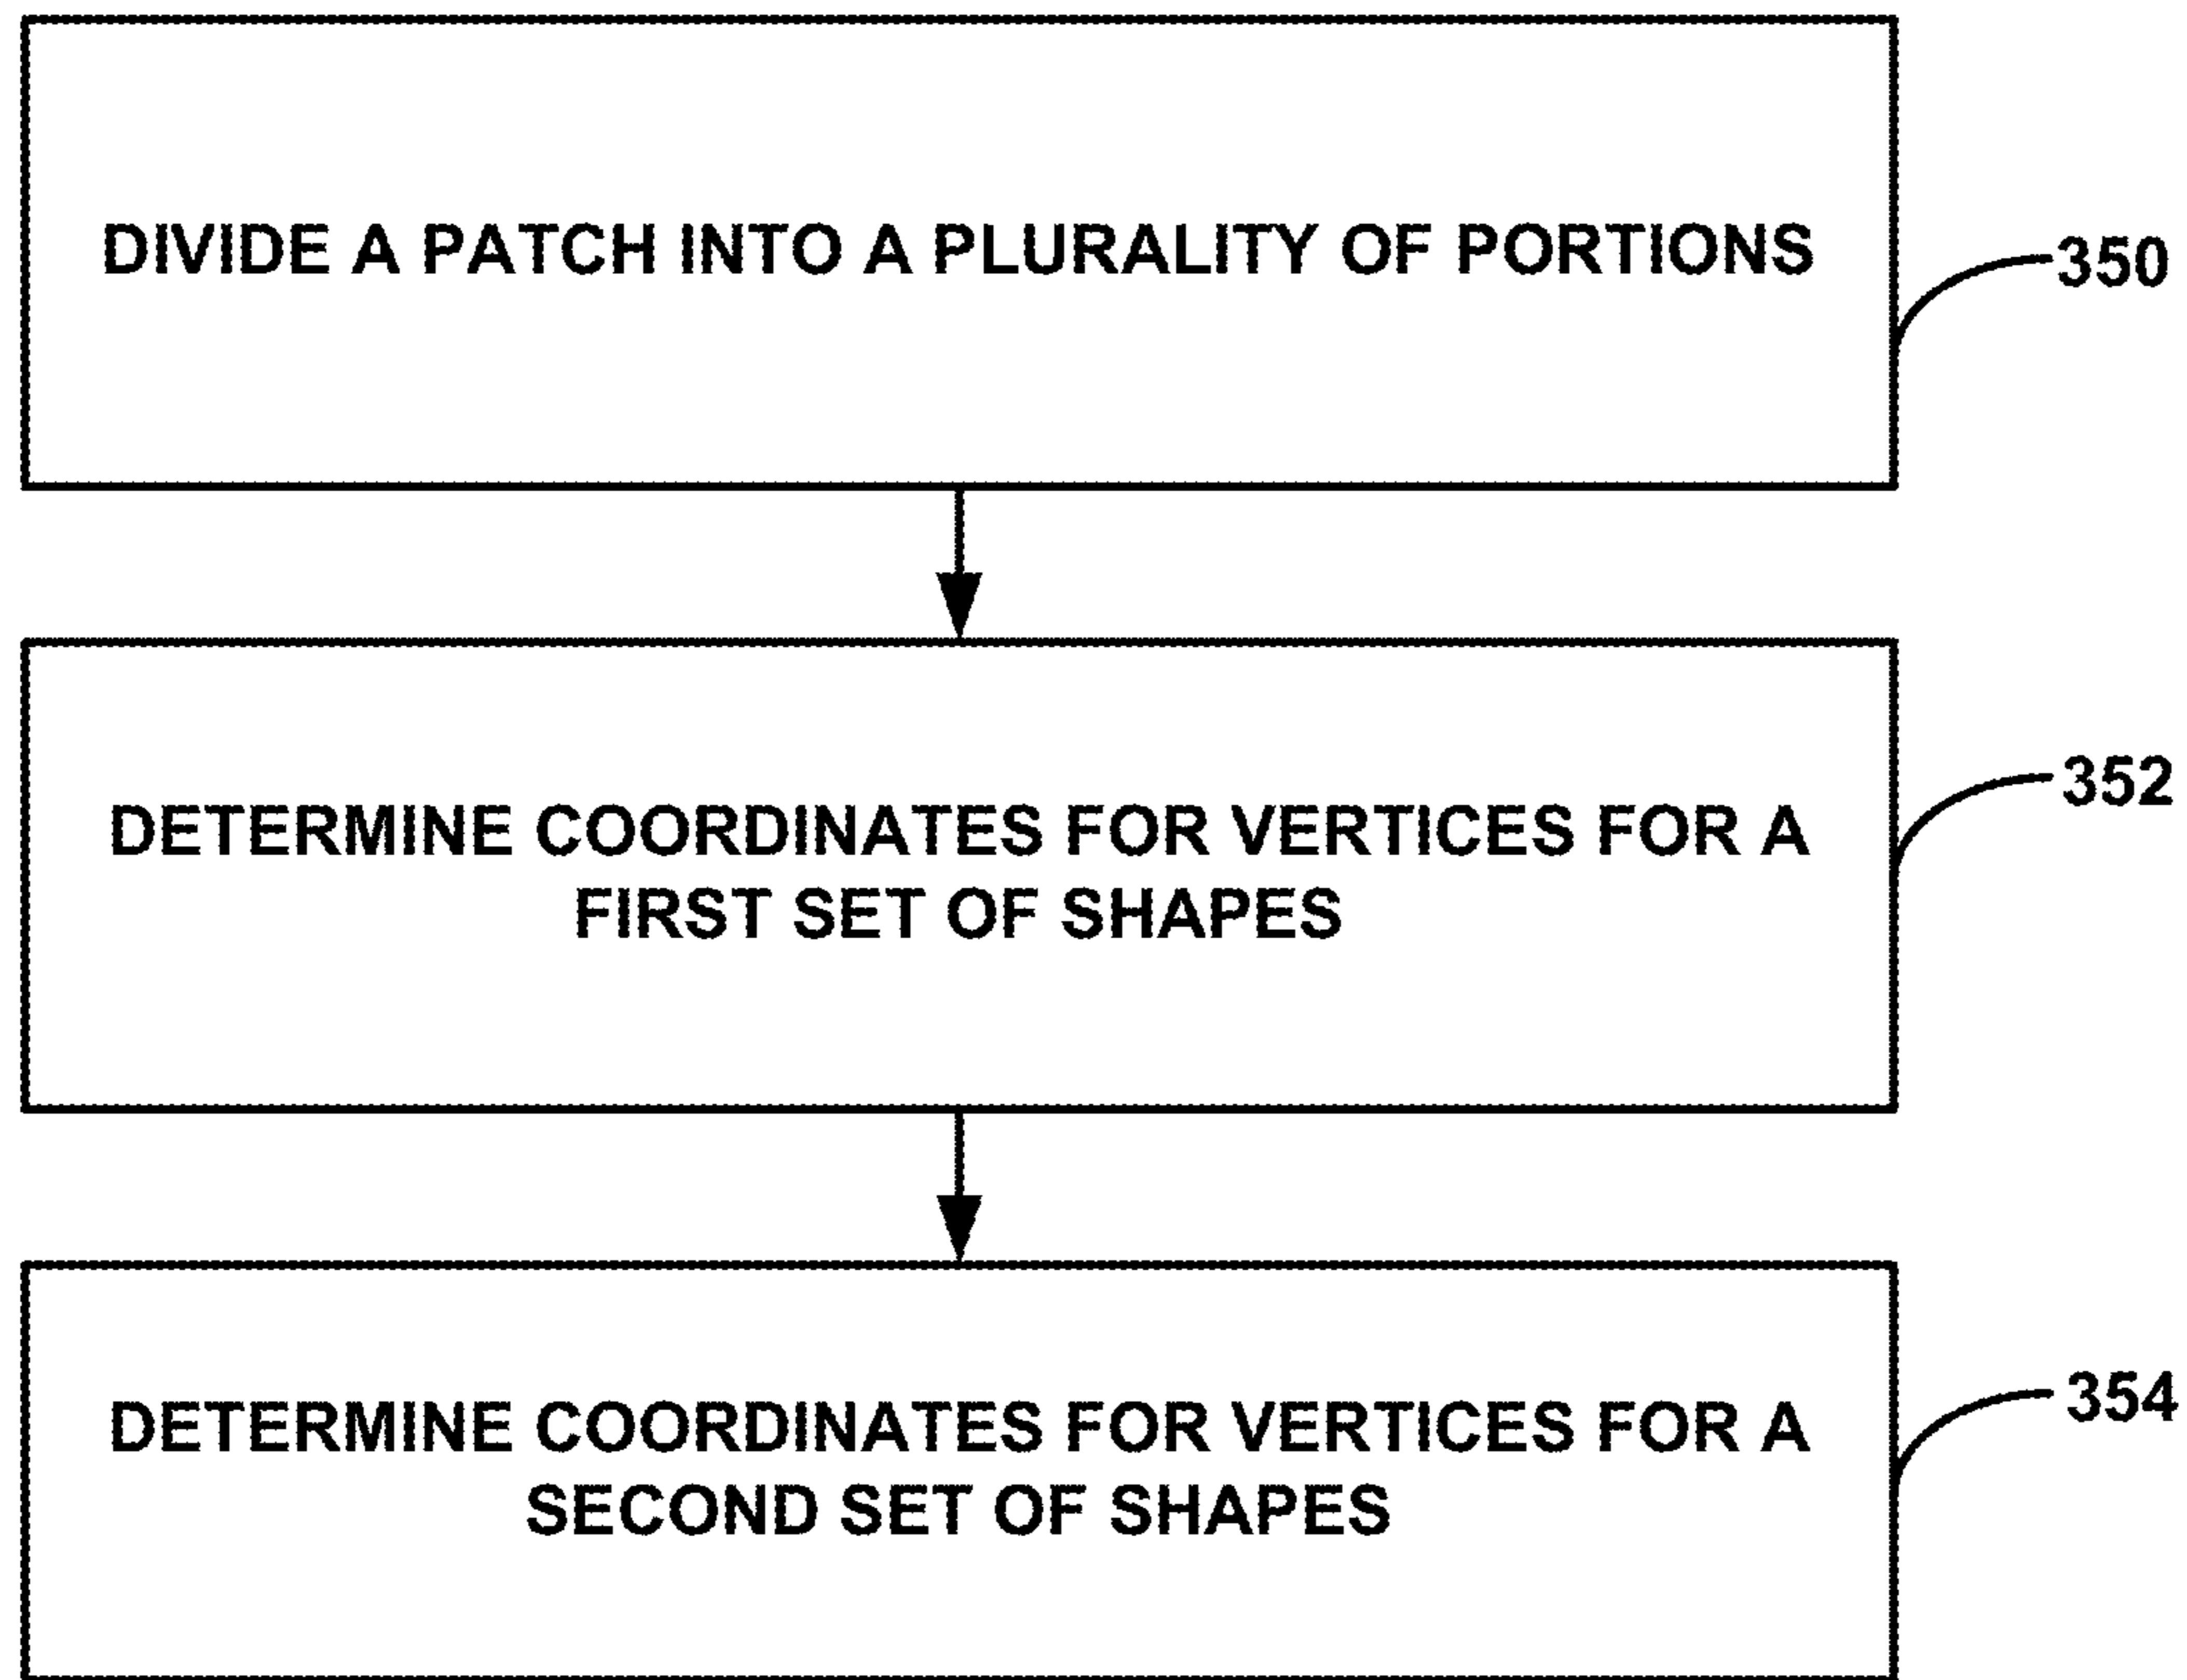 DIVIDE A PATCH INTO A PLURALITY OF PORTIONS
350
DETERMINE COORDINATES FOR VERTICES FOR A
FIRST SET OF SHAPES
352
DETERMINE COORDINATES FOR VERTICES FOR A
SECOND SET OF SHAPES
354